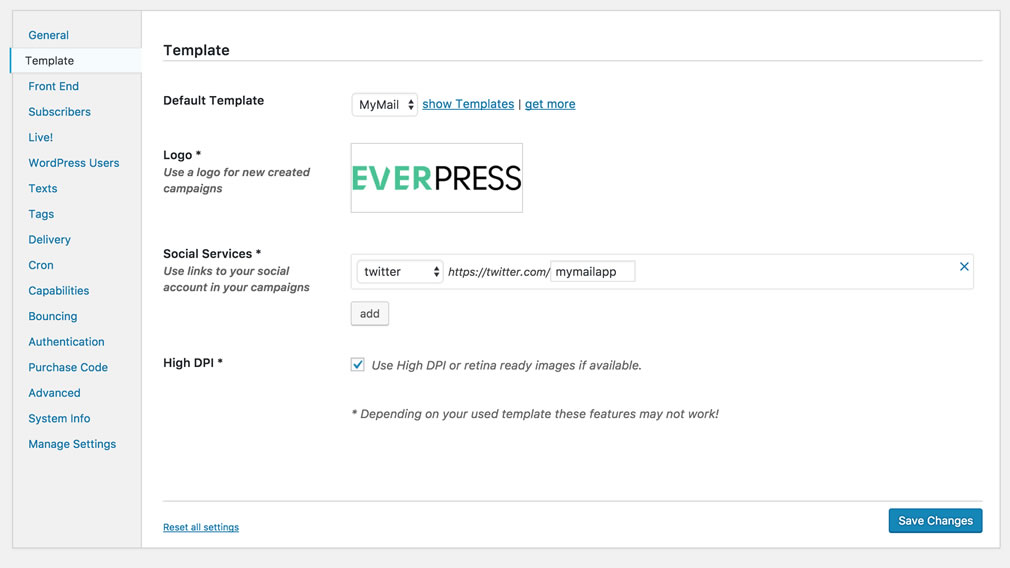 General
Template
Front End
Subscribers
Live!
WordPress Users
Texts
Tags
Delivery
Cron
Capabilities
Bouncing
Authentication
Purchase Code
Advanced
System Info
Manage Settings
Template
Default Template
MyMail show Templates | get more
Logo *
Use a logo for new created
campaigns
EVERPRESS
Social Services *
Use links to your social
account in your campaigns
twitter https://twitter.com/ mymailapp
add
High DPI *
Use High DPI or retina ready images if available.
* Depending on your used template these features may not work!
Reset all settings
Save Changes